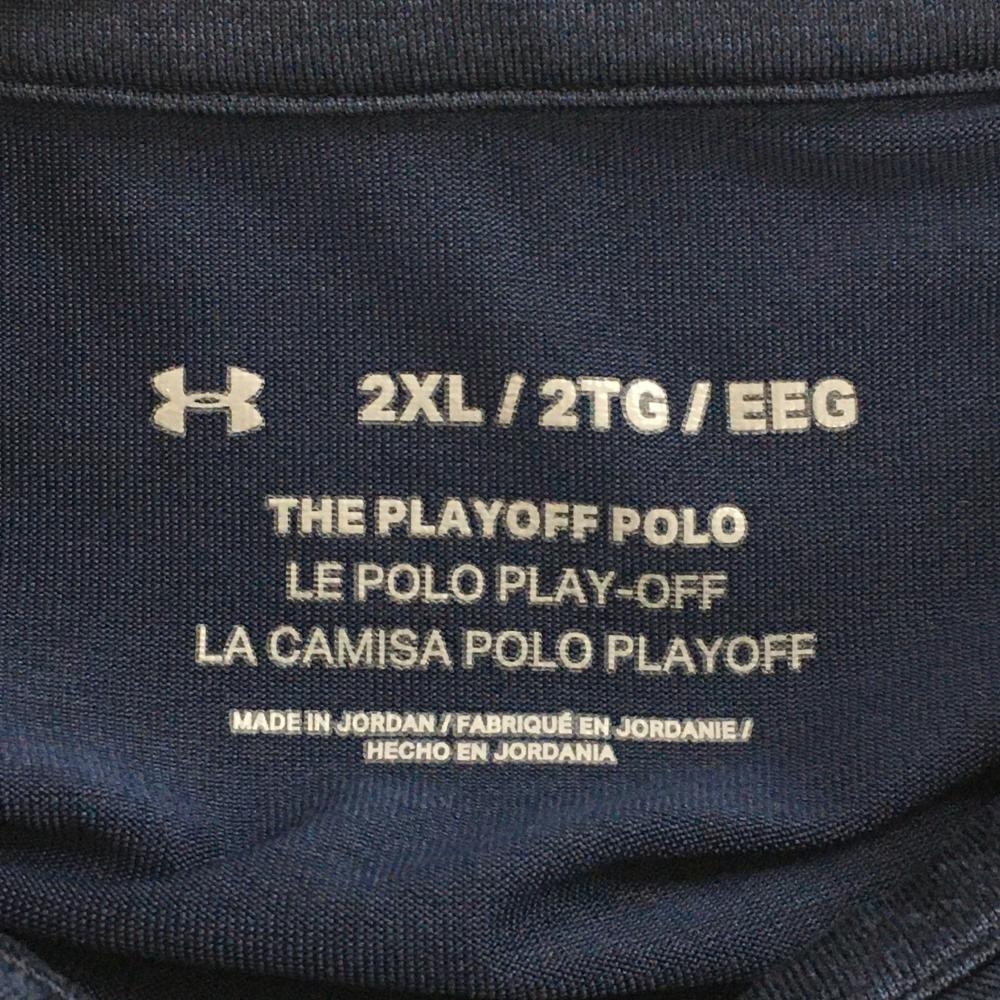 2XL / 2TG / EEG
THE PLAYOFF POLO
LE POLO PLAY-OFF
LA CAMISA POLO PLAYOFF
MADE IN JORDAN / FABRIQUÉ EN JORDANIE /
HECHO EN JORDANIA